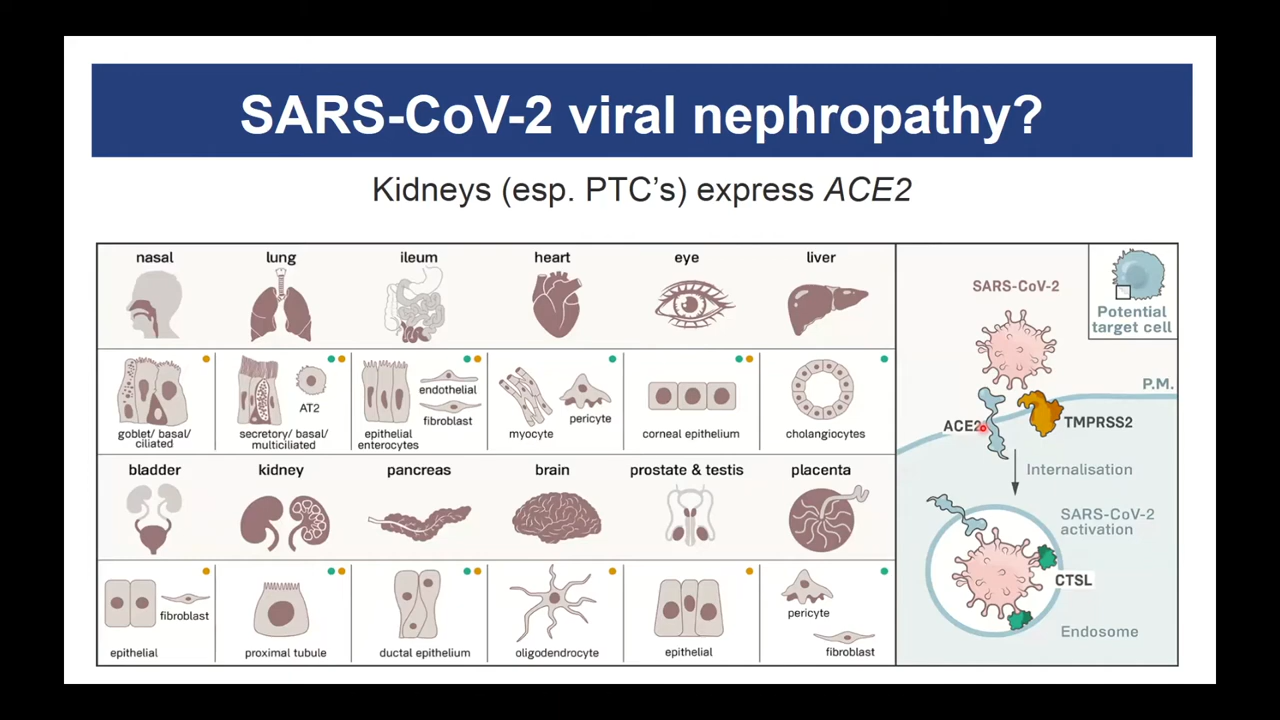 SARS-CoV-2 viral nephropathy?
Kidneys (esp. PTC's) express ACE2
nasal
lung
ileum
heart
eye
liver
goblet/ basal/
ciliated
AT2
secretory/ basal/
multiciliated
endothelial
fibroblast
epithelial
enterocytes
myocyte
pericyte
corneal epithelium
cholangiocytes
bladder
kidney
pancreas
brain
prostate & testis
placenta
fibroblast
epithelial
proximal tubule
ductal epithelium
oligodendrocyte
epithelial
pericyte
fibroblast
SARS-CoV-2
Potential
target cell
P.M.
ACE2
TMPRSS2
Internalisation
SARS-CoV-2
activation
CTSL
Endosome